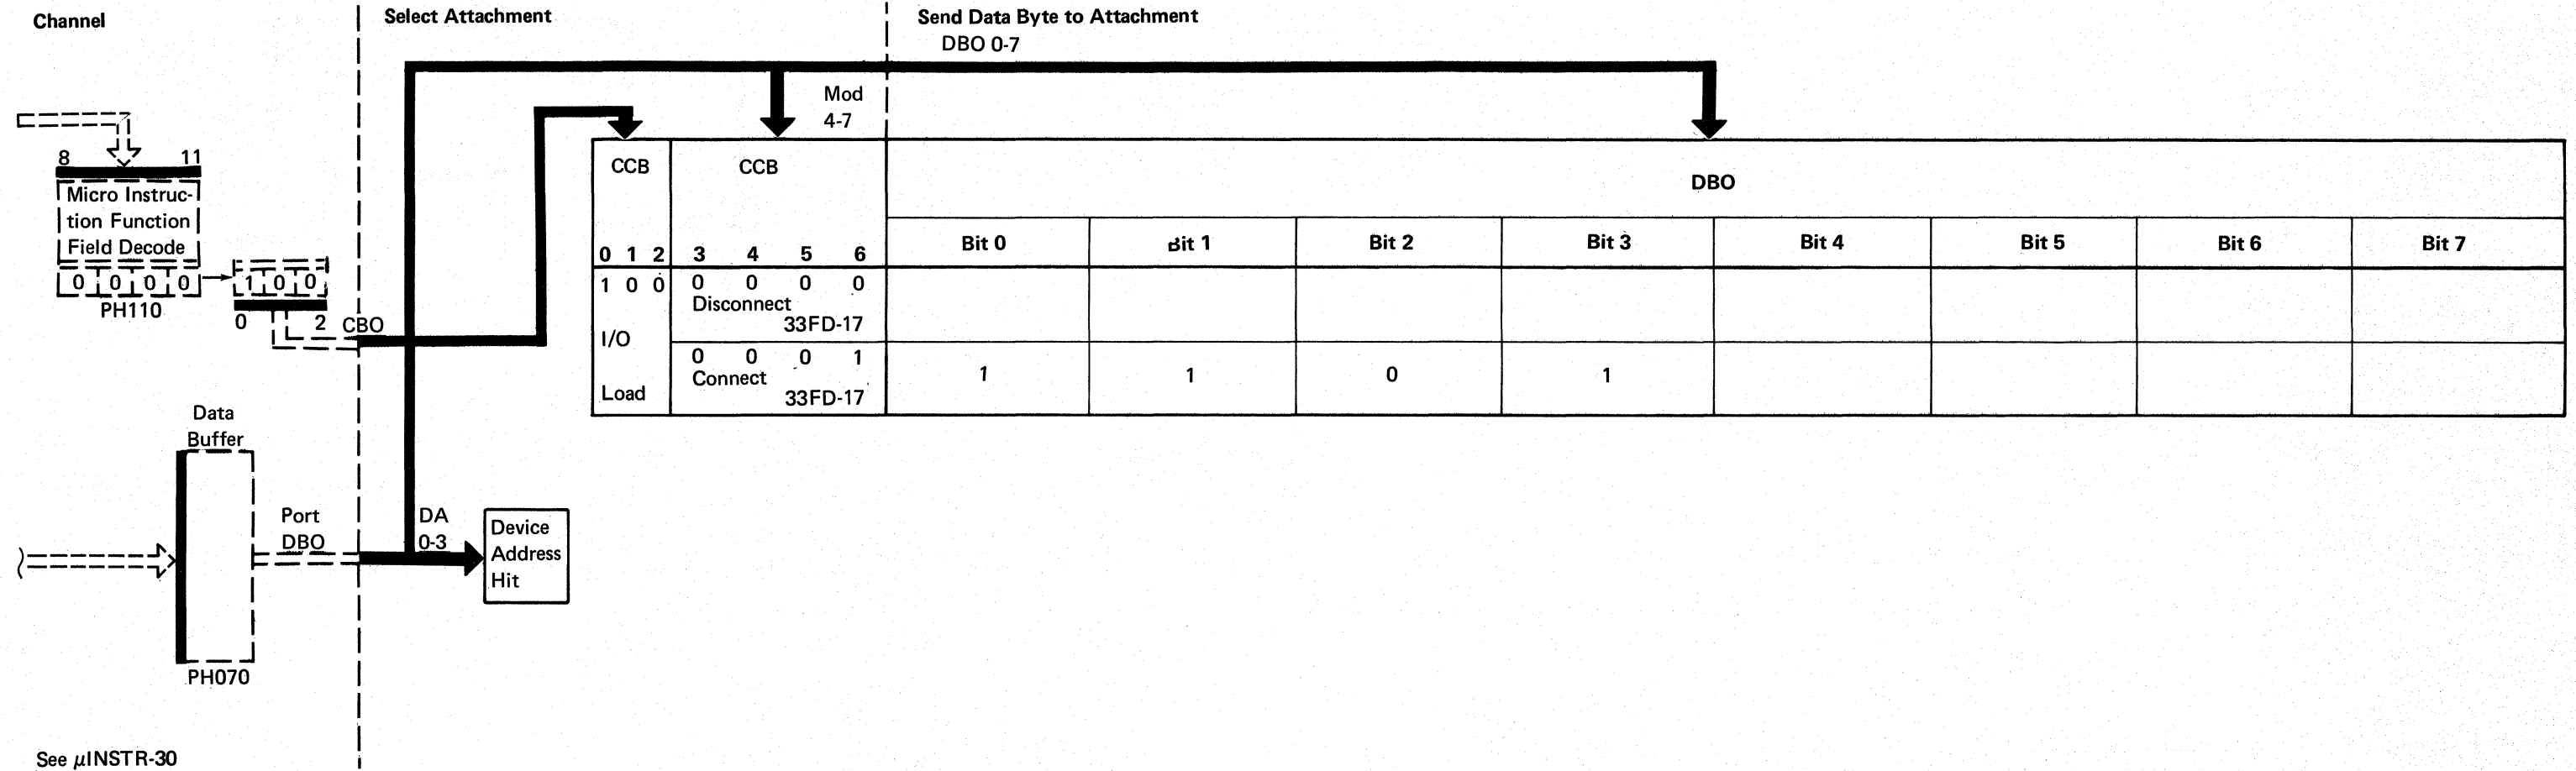 Channel
Select Attachment
Send Data Byte to Attachment
DBO 0-7
Mod
4-7
8 11
Micro Instruc-
tion Function
Field Decode
0 0 0 0
PH110
1 0 0
0 2
CBO
CCB
CCB
DBO
0 1 2 3 4 5 6
Bit 0 Bit 1 Bit 2 Bit 3 Bit 4 Bit 5 Bit 6 Bit 7
1 0 0 0 0 0 0
Disconnect
33FD-17
I/O
0 0 0 1
Connect
33FD-17
Load
1 1 0 1
Data
Buffer
Port
DBO
PH070
DA
0-3
Device
Address
Hit
See μINSTR-30